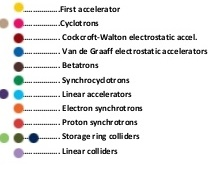 ..................First accelerator
..................Cyclotrons
.................. Cockcroft-Walton electrostatic accel.
.................. Van de Graaff electrostatic accelerators
.................. Betatrons
.................. Synchrocyclotrons
.................. Linear accelerators
.................. Electron synchrotrons
.................. Proton synchrotrons
........... Storage ring colliders
.................. Linear colliders